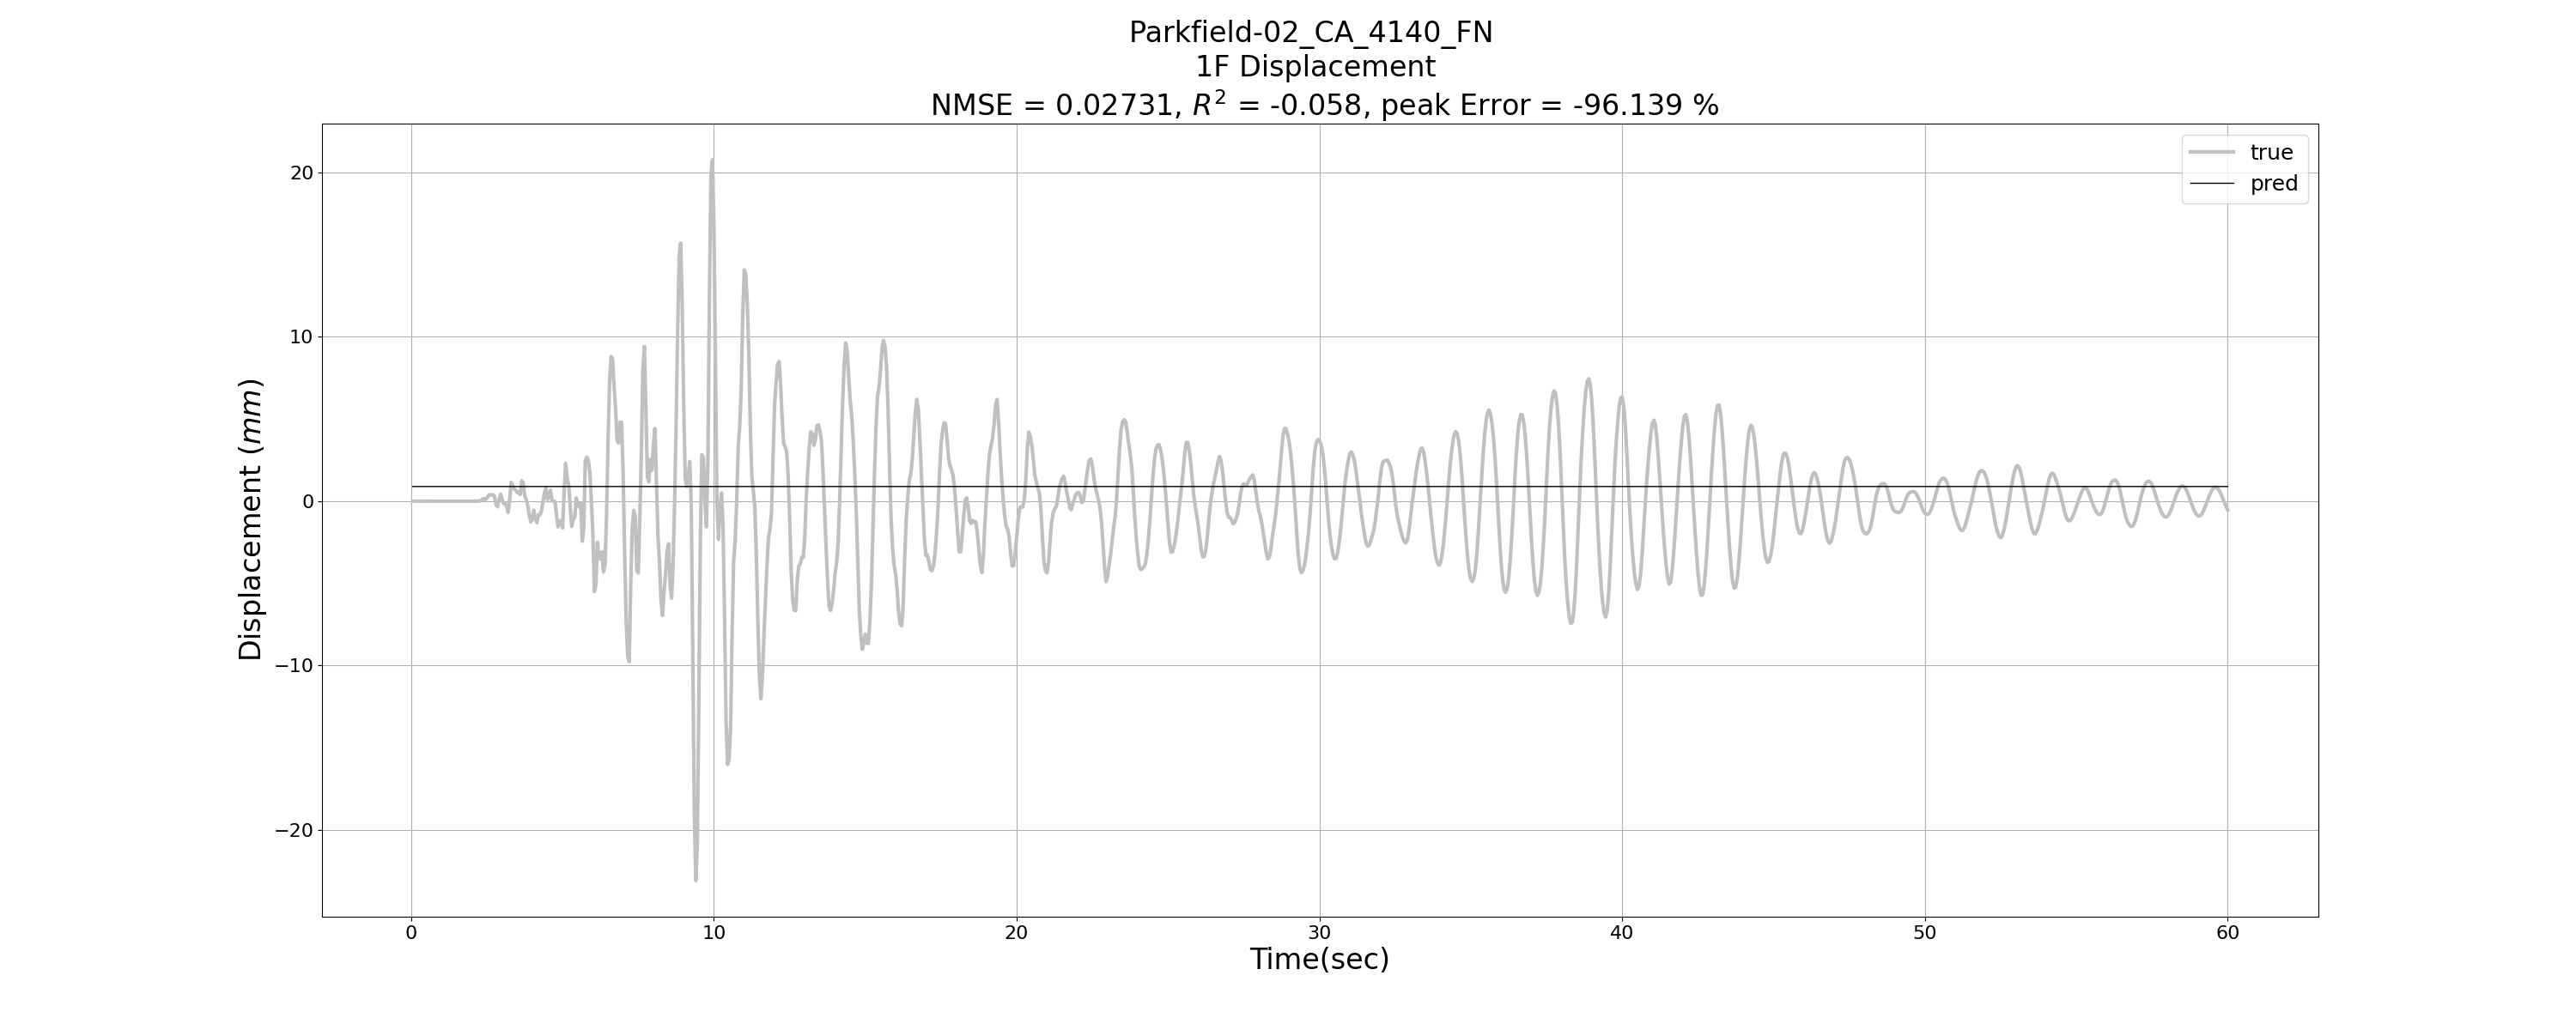 Parkfield-02_CA_4140_FN
1F Displacement
NMSE = 0.02731, R² = -0.058, peak Error = -96.139 %
true
pred
Displacement (mm)
20
10
0
−10
−20
0 10 20 30 40 50 60
Time(sec)